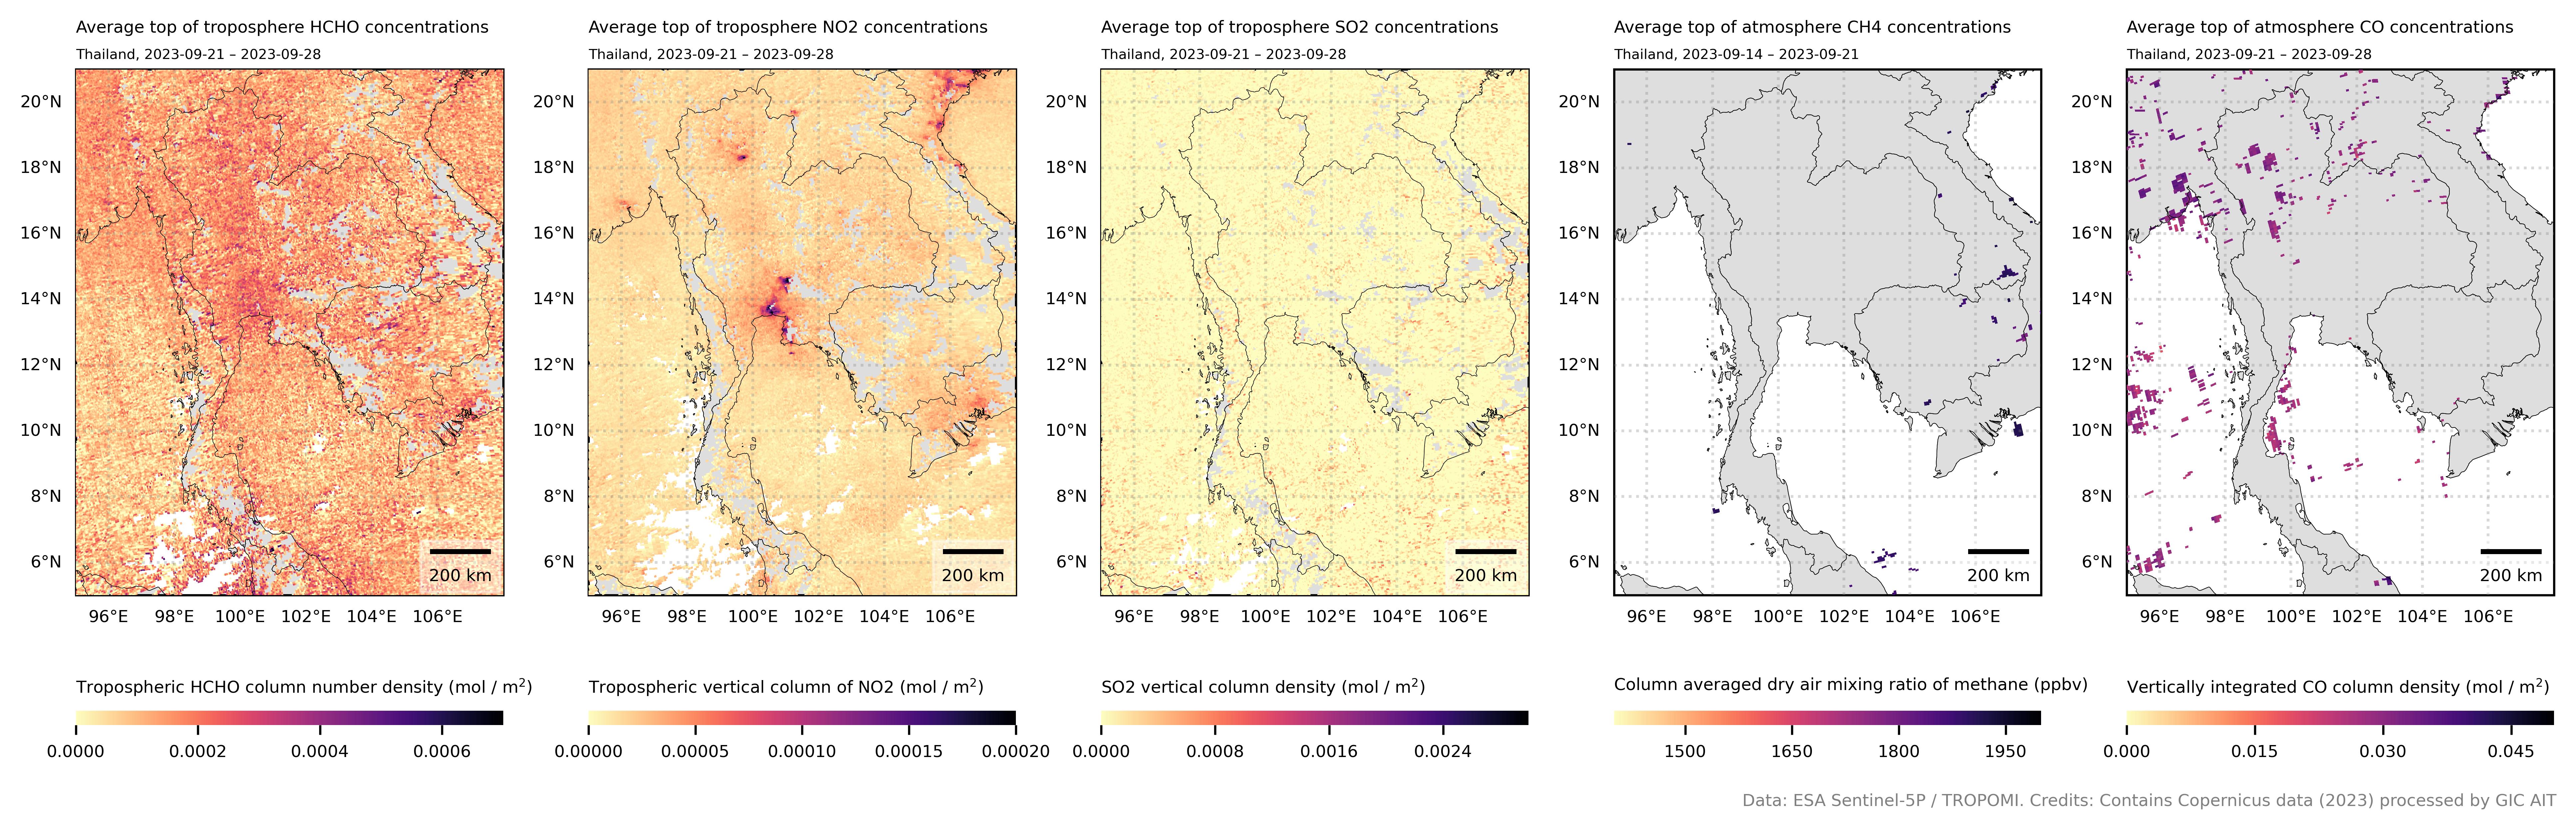 Average top of troposphere HCHO concentrations
Thailand, 2023-09-21 – 2023-09-28
20°N
18°N
16°N
14°N
12°N
10°N
8°N
6°N
200 km
96°E 98°E 100°E 102°E 104°E 106°E
Tropospheric HCHO column number density (mol / m²)
0.0000 0.0002 0.0004 0.0006
Average top of troposphere NO2 concentrations
Thailand, 2023-09-21 – 2023-09-28
20°N
18°N
16°N
14°N
12°N
10°N
8°N
6°N
200 km
96°E 98°E 100°E 102°E 104°E 106°E
Tropospheric vertical column of NO2 (mol / m²)
0.00000 0.00005 0.00010 0.00015 0.00020
Average top of troposphere SO2 concentrations
Thailand, 2023-09-21 – 2023-09-28
20°N
18°N
16°N
14°N
12°N
10°N
8°N
6°N
200 km
96°E 98°E 100°E 102°E 104°E 106°E
SO2 vertical column density (mol / m²)
0.0000 0.0008 0.0016 0.0024
Average top of atmosphere CH4 concentrations
Thailand, 2023-09-14 – 2023-09-21
20°N
18°N
16°N
14°N
12°N
10°N
8°N
6°N
200 km
96°E 98°E 100°E 102°E 104°E 106°E
Column averaged dry air mixing ratio of methane (ppbv)
1500 1650 1800 1950
Average top of atmosphere CO concentrations
Thailand, 2023-09-21 – 2023-09-28
20°N
18°N
16°N
14°N
12°N
10°N
8°N
6°N
200 km
96°E 98°E 100°E 102°E 104°E 106°E
Vertically integrated CO column density (mol / m²)
0.000 0.015 0.030 0.045
Data: ESA Sentinel-5P / TROPOMI. Credits: Contains Copernicus data (2023) processed by GIC AIT